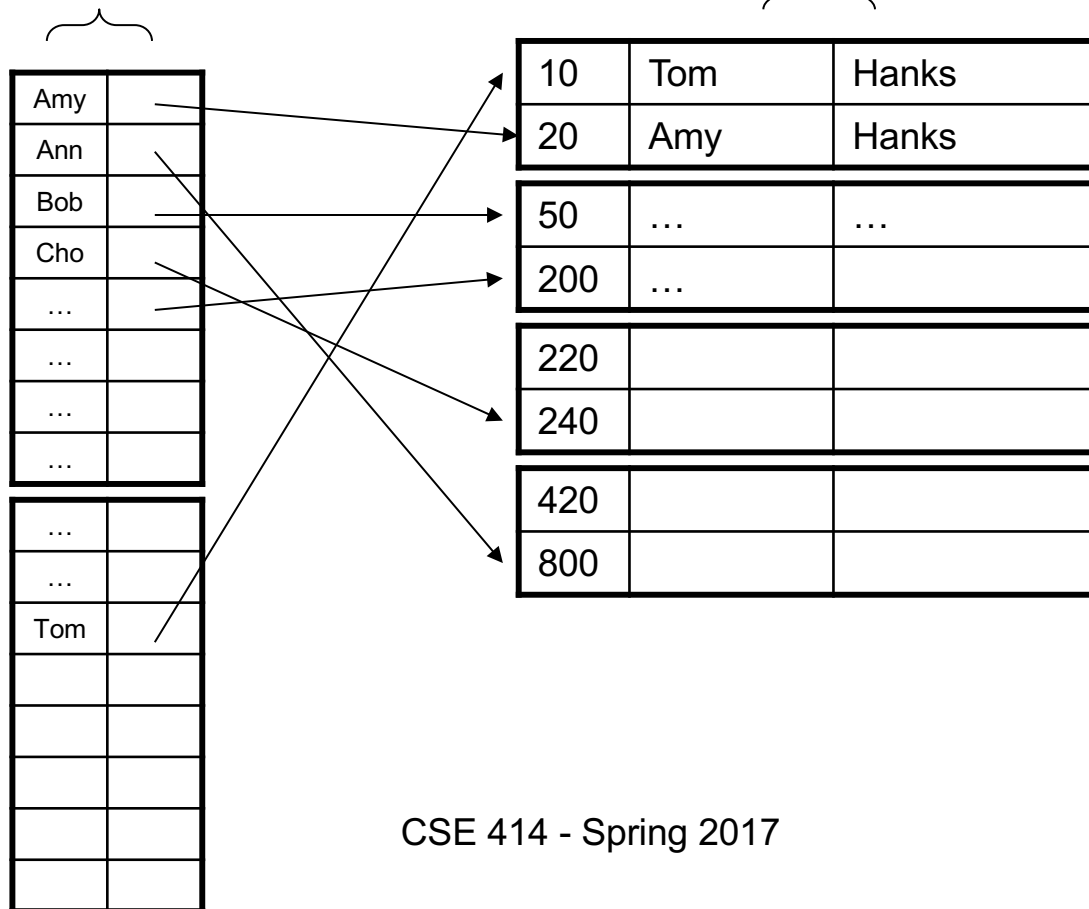 Amy
Ann
Bob
Cho
…
…
…
…
…
…
Tom
10 Tom Hanks
20 Amy Hanks
50 … …
200 …
220
240
420
800
CSE 414 - Spring 2017